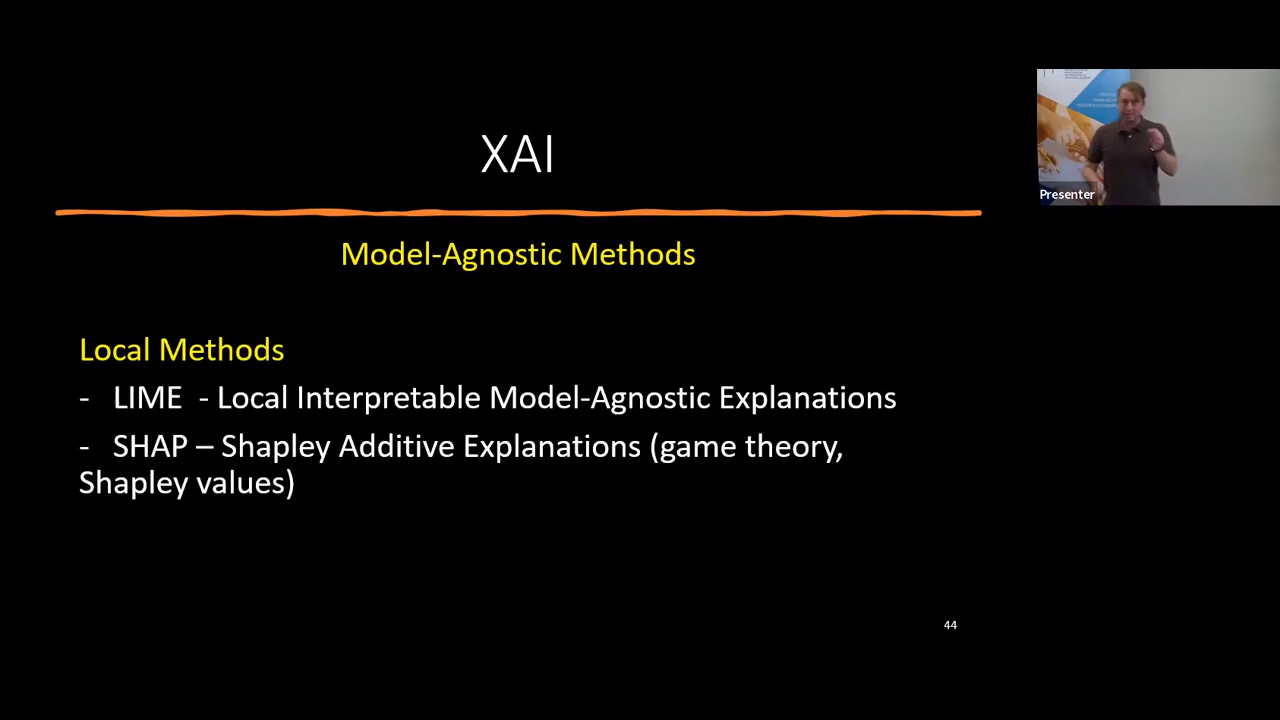 XAI
Model-Agnostic Methods
Local Methods
- LIME - Local Interpretable Model-Agnostic Explanations
- SHAP – Shapley Additive Explanations (game theory,
Shapley values)
44
Presenter